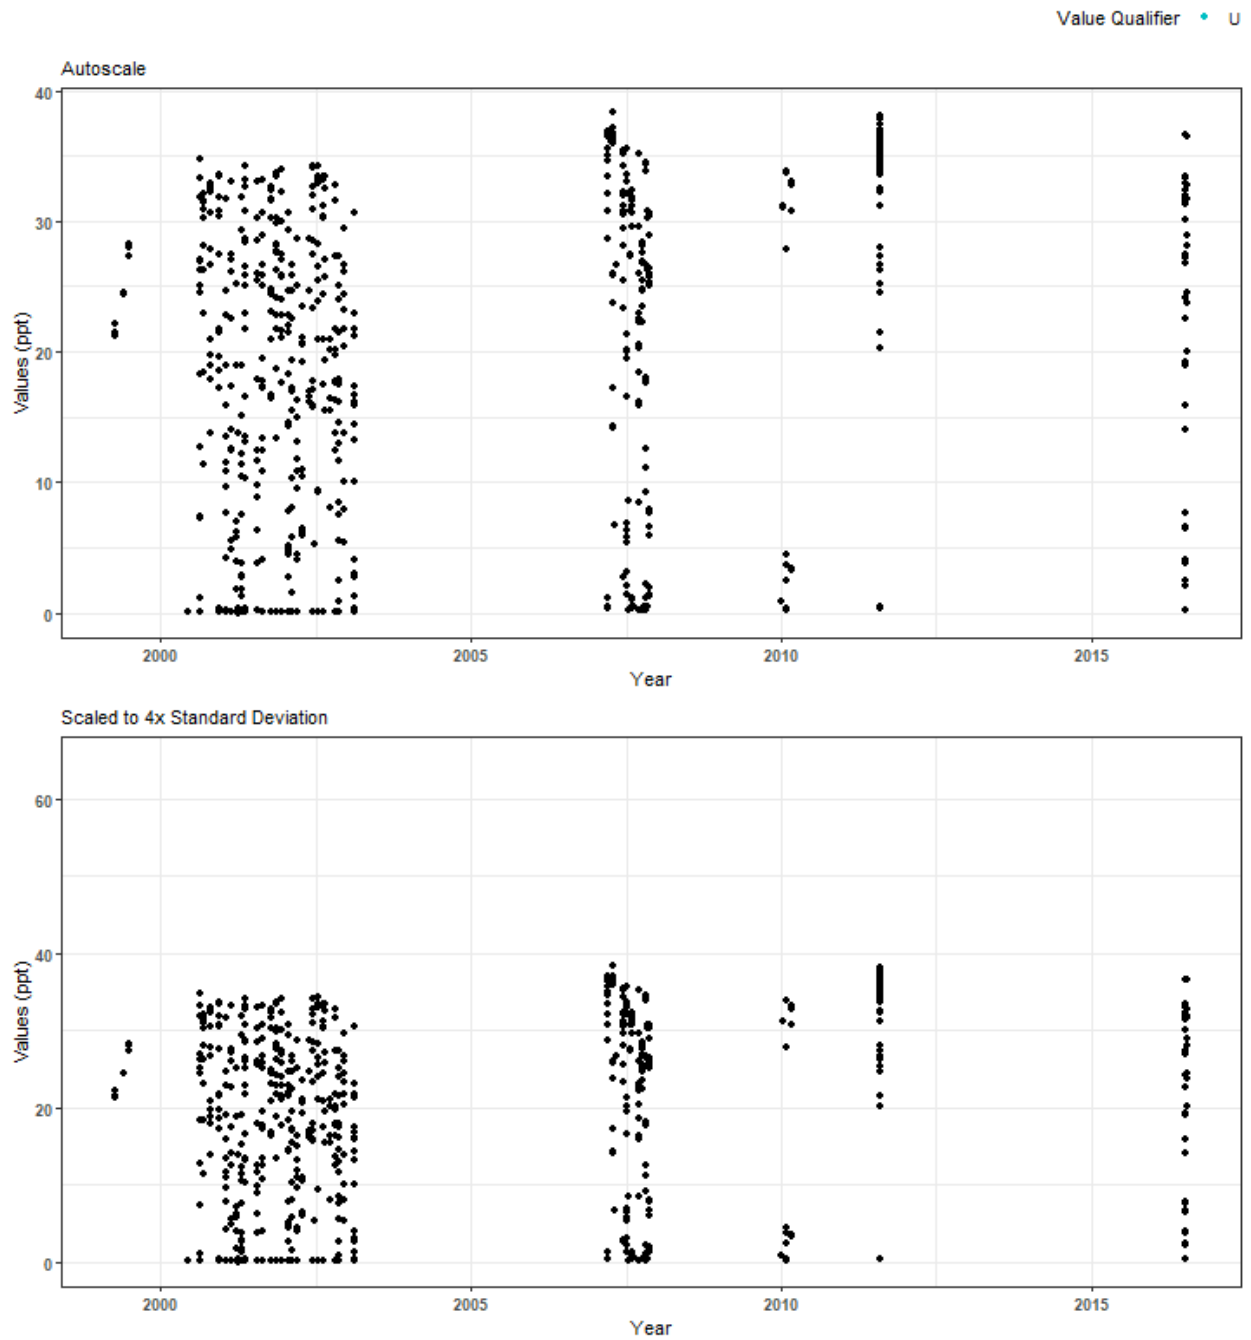 Value Qualifier U
Autoscale
40
30
20
10
0
Values (ppt)
2000 2005 2010 2015
Year
Scaled to 4x Standard Deviation
60
40
20
0
Values (ppt)
2000 2005 2010 2015
Year